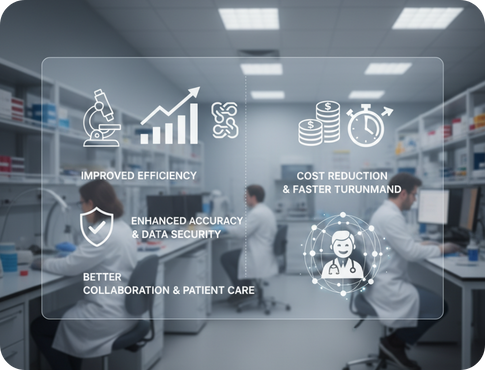 IMPROVED EFFICIENCY
COST REDUCTION
& FASTER TURUNMAND
ENHANCED ACCURACY
& DATA SECURITY
BETTER
COLLABORATION & PATIENT CARE
$
$